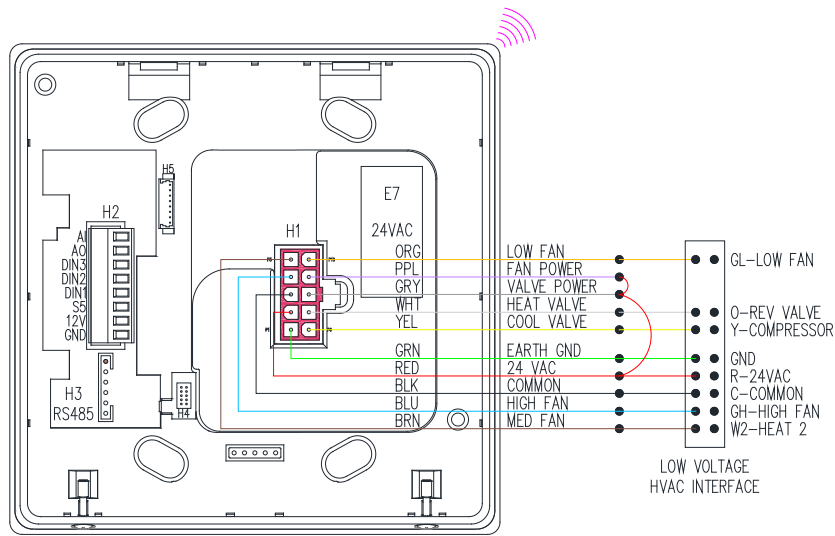 H5
H2
AI
AO
DIN3
DIN2
DIN1
S5
12V
GND
H3
RS485
H4
H1
E7
24VAC
ORG LOW FAN GL-LOW FAN
PPL FAN POWER
GRY VALVE POWER
WHT HEAT VALVE O-REV VALVE
YEL COOL VALVE Y-COMPRESSOR
GRN EARTH GND GND
RED 24 VAC R-24VAC
BLK COMMON C-COMMON
BLU HIGH FAN GH-HIGH FAN
BRN MED FAN W2-HEAT 2
LOW VOLTAGE
HVAC INTERFACE